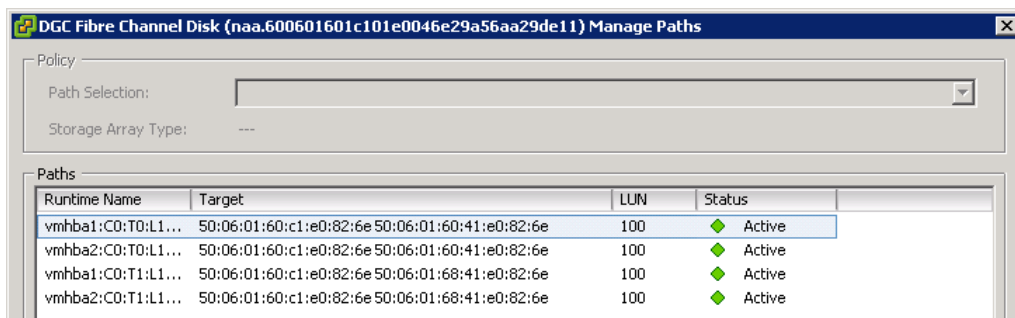 DGC Fibre Channel Disk (naa.600601601c101e0046e29a56aa29de11) Manage Paths
Policy
Path Selection:
Storage Array Type: ---
Paths
Runtime Name Target LUN Status
vmhba1:C0:T0:L1... 50:06:01:60:c1:e0:82:6e 50:06:01:60:41:e0:82:6e 100 Active
vmhba2:C0:T0:L1... 50:06:01:60:c1:e0:82:6e 50:06:01:60:41:e0:82:6e 100 Active
vmhba1:C0:T1:L1... 50:06:01:60:c1:e0:82:6e 50:06:01:68:41:e0:82:6e 100 Active
vmhba2:C0:T1:L1... 50:06:01:60:c1:e0:82:6e 50:06:01:68:41:e0:82:6e 100 Active